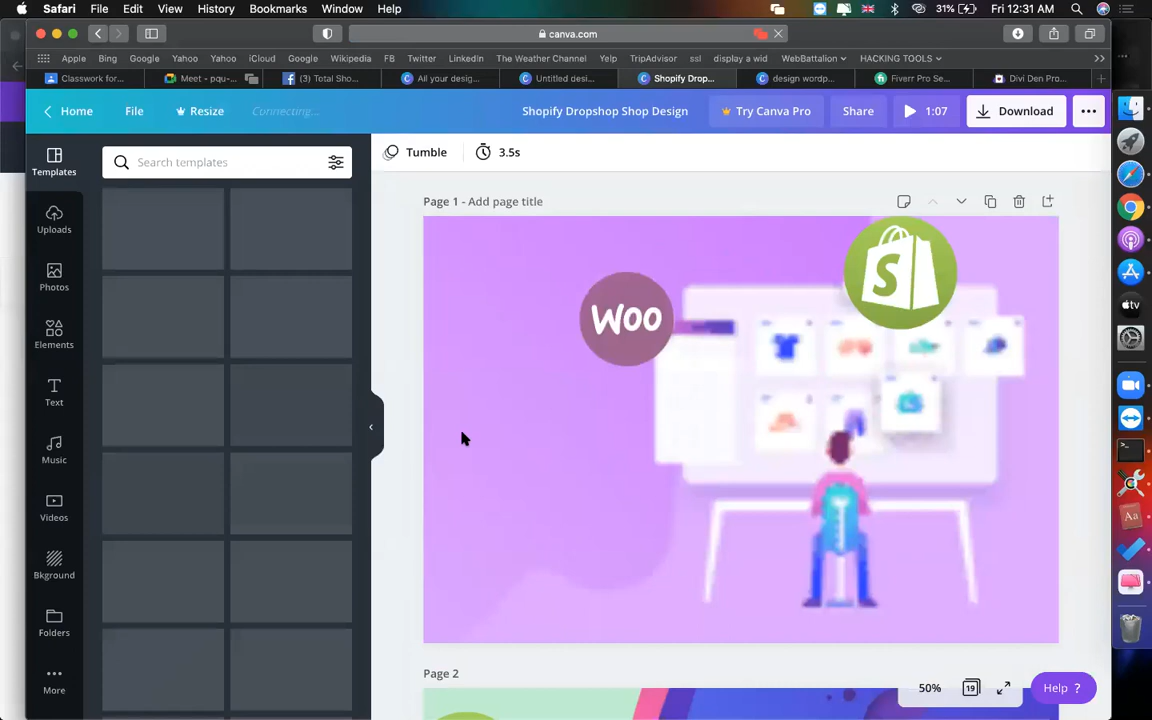 Safari File Edit View History Bookmarks Window Help 31% Fri 12:31 AM
canva.com
Apple Bing Google Yahoo Yahoo iCloud Google Wikipedia FB Twitter LinkedIn The Weather Channel Yelp TripAdvisor ssl display a wid WebBattalion HACKING TOOLS
Classwork for... Meet - pqu-... (3) Total Sho... All your desig... Untitled desi... Shopify Drop... design wordp... Fiverr Pro Se... Divi Den Pro...
Home File Resize Connecting... Shopify Dropshop Shop Design Try Canva Pro Share 1:07 Download
Templates Search templates Tumble 3.5s
Page 1 - Add page title
Uploads
Photos
Elements
Text
Music
Videos
Bkground
Folders
More
Woo
S
Page 2
50% 19 Help ?